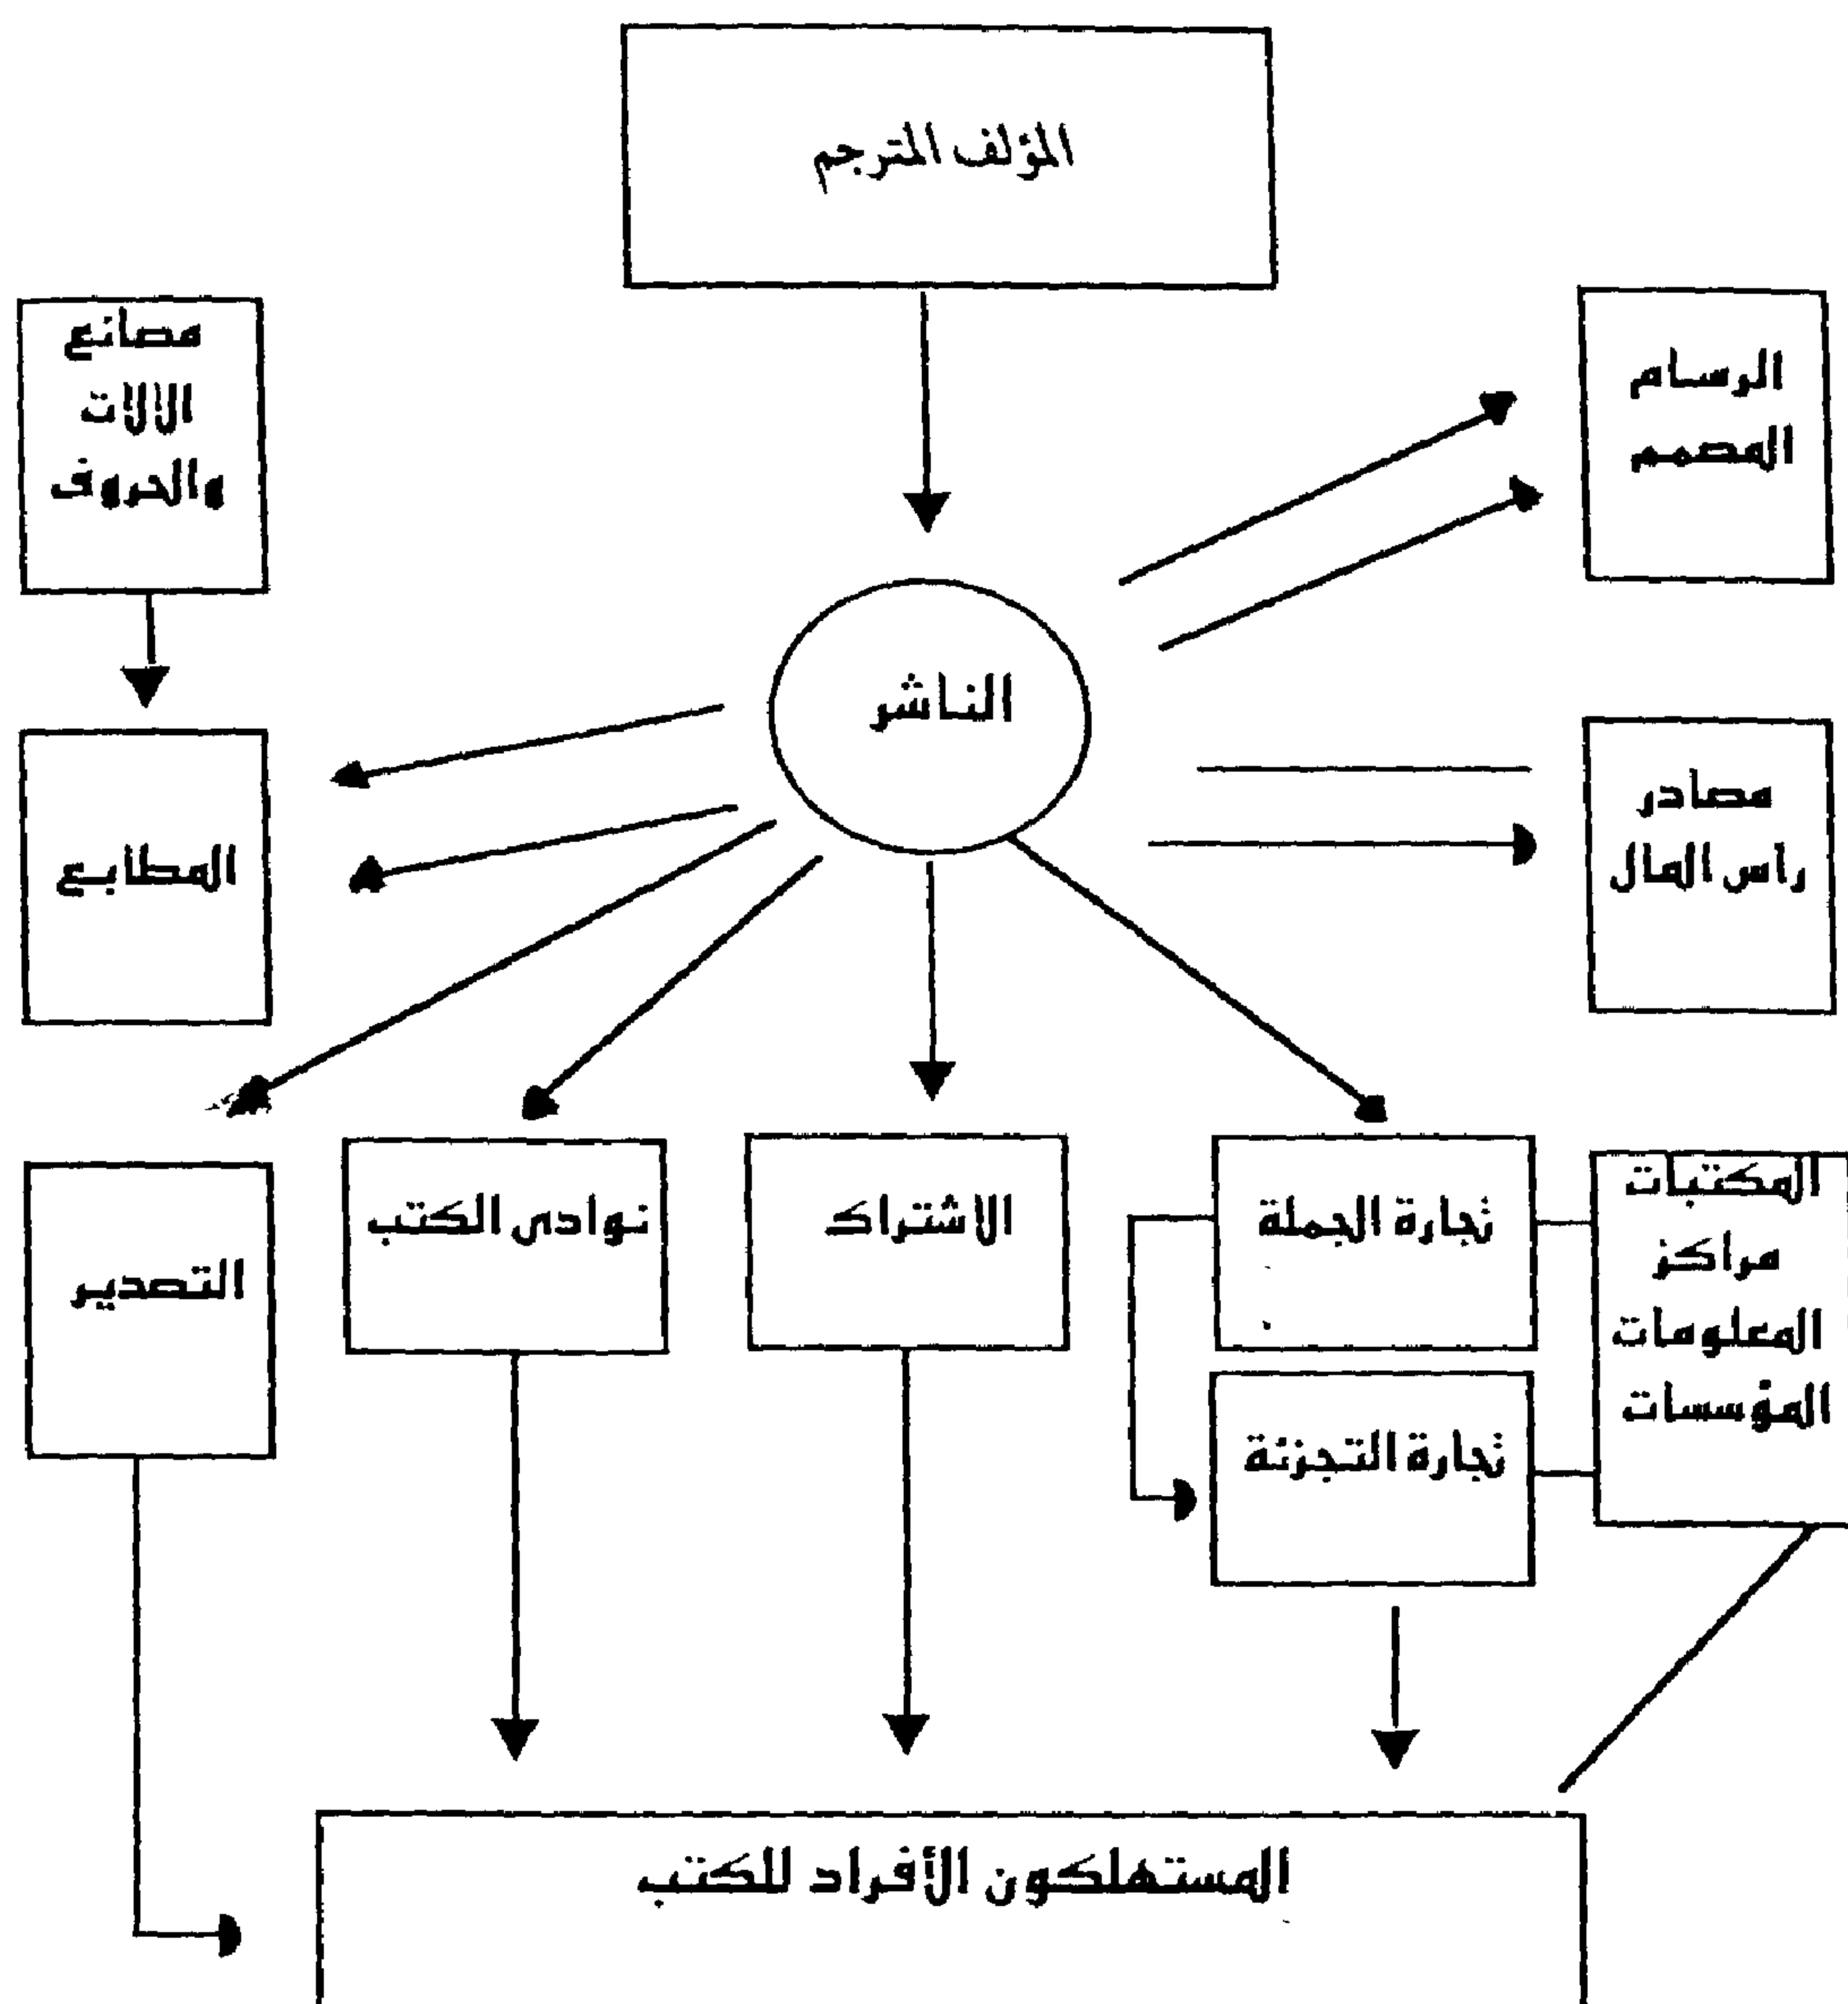 المؤلف المترجم
الرسام
المصمم
مصانع
الالات
والحروف
الناشر
مصادر
راس المال
المطابع
المكتبات
مراكز
المعلومات
المؤسسات
تجارة الجملة
الاشتراك
نوادى الكتب
التصدير
تجارة التجزئة
المستهلكون الأفراد للكتب